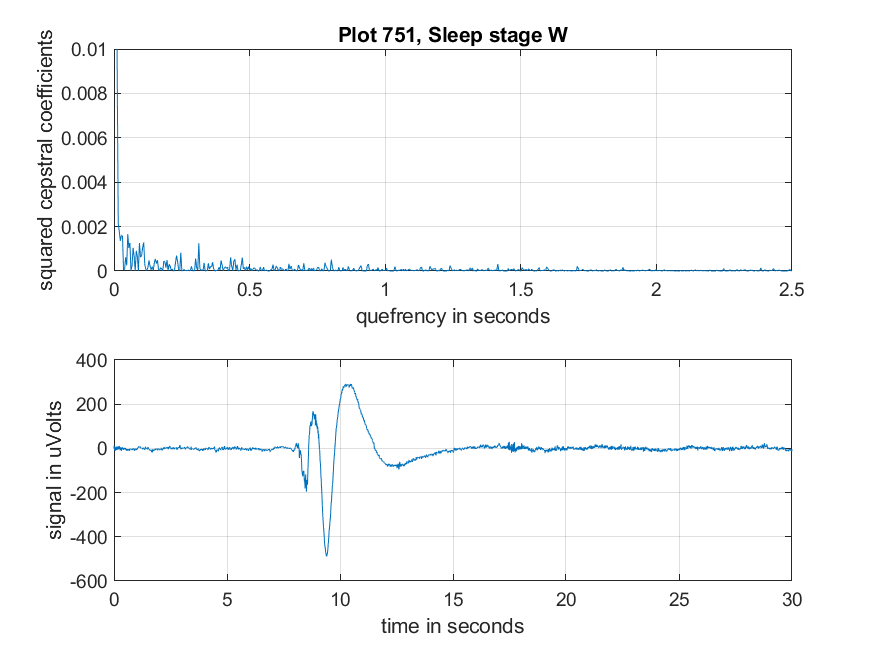 Plot 751, Sleep stage W
squared cepstral coefficients
0.01
0.008
0.006
0.004
0.002
0
0 0.5 1 1.5 2 2.5
quefrency in seconds
signal in uVolts
400
200
0
-200
-400
-600
0 5 10 15 20 25 30
time in seconds